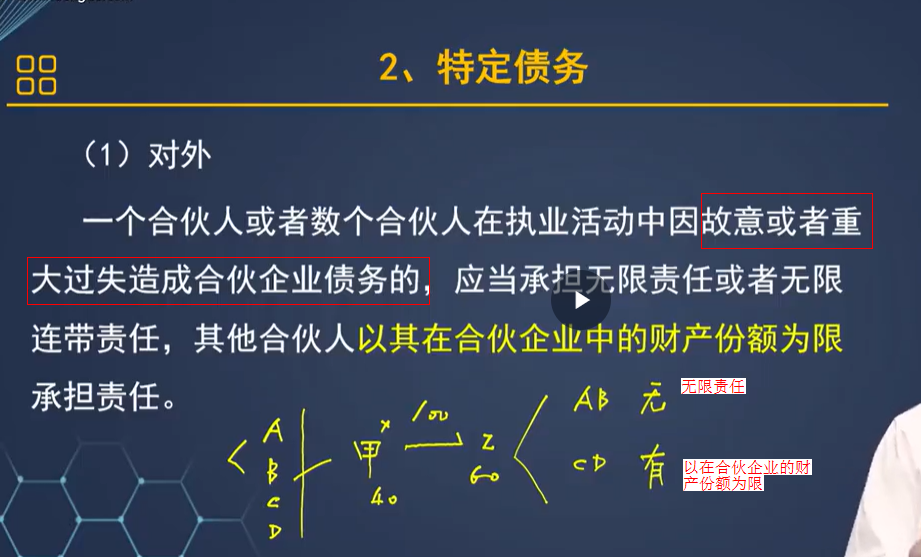 2、特定债务
（1）对外
一个合伙人或者数个合伙人在执业活动中因故意或者重
大过失造成合伙企业债务的，应当承担无限责任或者无限
连带责任，其他合伙人以其在合伙企业中的财产份额为限
承担责任。
无限责任
A
B
C
D
甲
×
40
100
乙
60
AB 无
CD 有
以在合伙企业的财
产份额为限